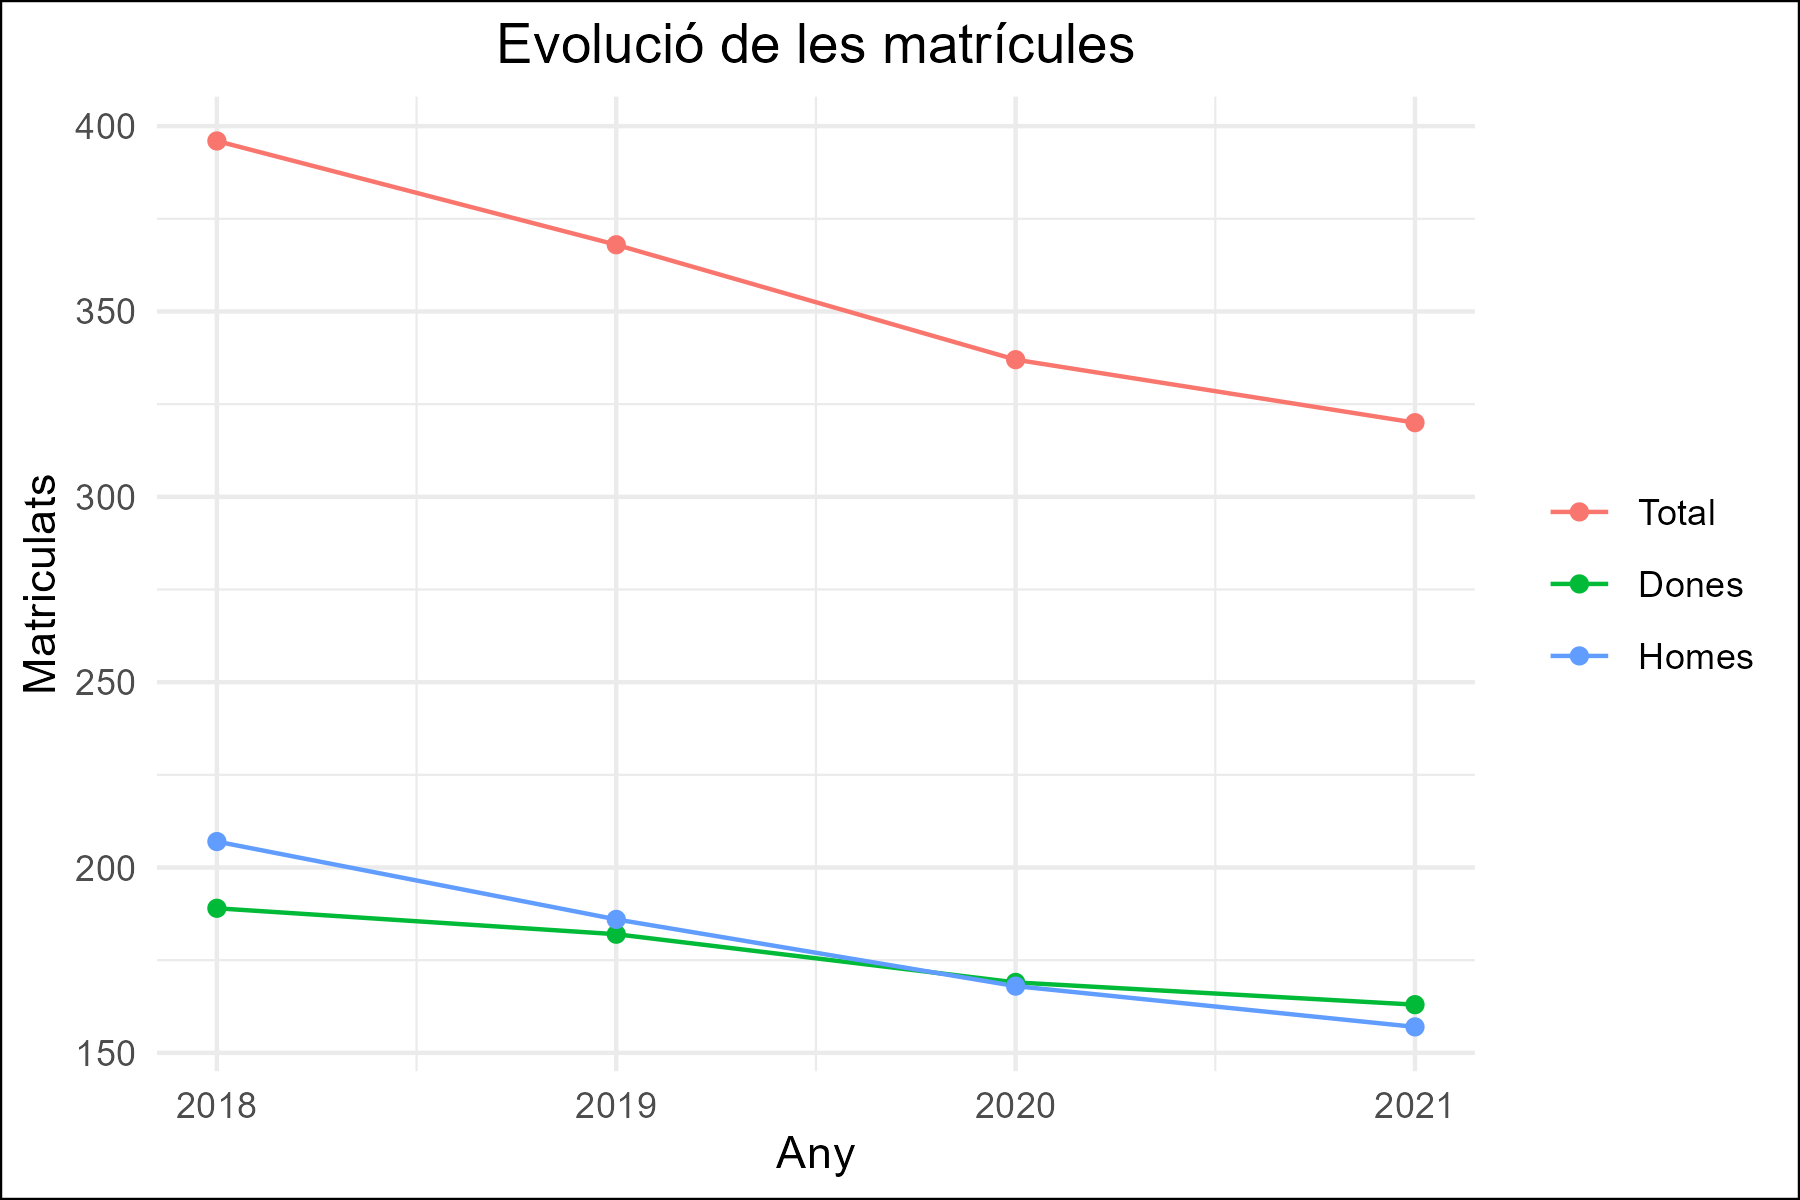 Evolució de les matrícules
Matriculats
400
350
300
250
200
150
2018 2019 2020 2021
Any
Total
Dones
Homes